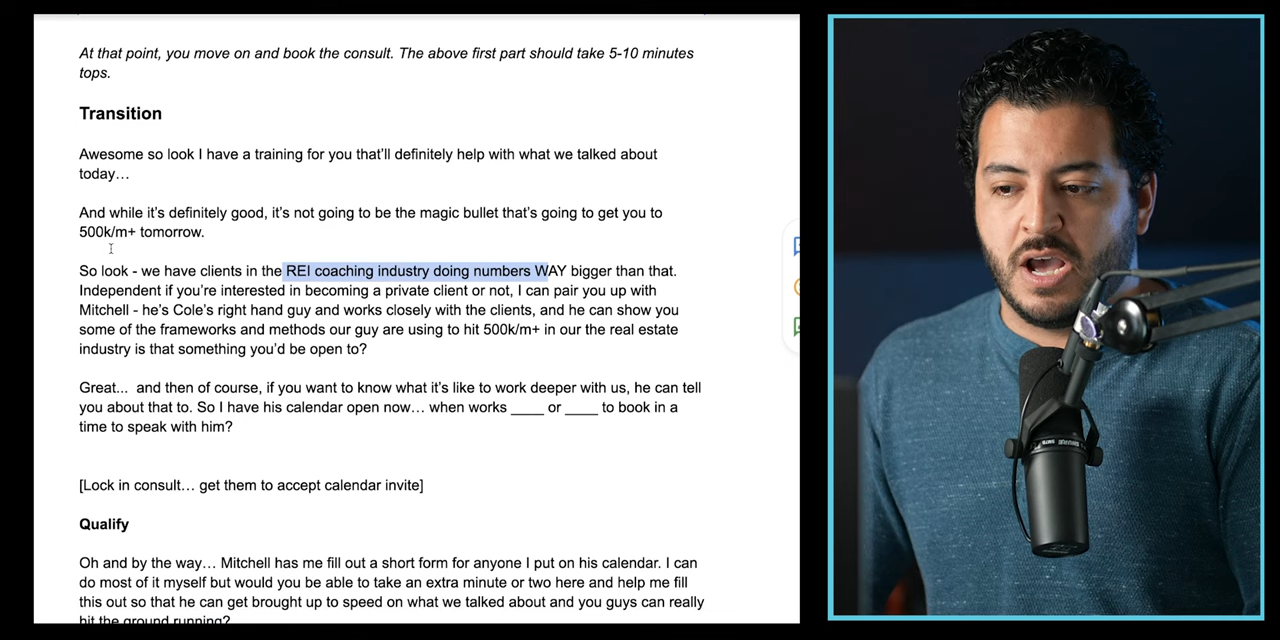 At that point, you move on and book the consult. The above first part should take 5-10 minutes
tops.
Transition
Awesome so look I have a training for you that'll definitely help with what we talked about
today…
And while it's definitely good, it's not going to be the magic bullet that's going to get you to
500k/m+ tomorrow.
So look - we have clients in the REI coaching industry doing numbers WAY bigger than that.
Independent if you're interested in becoming a private client or not, I can pair you up with
Mitchell - he's Cole's right hand guy and works closely with the clients, and he can show you
some of the frameworks and methods our guy are using to hit 500k/m+ in our the real estate
industry is that something you'd be open to?
Great... and then of course, if you want to know what it's like to work deeper with us, he can tell
you about that to. So I have his calendar open now… when works ____ or ____ to book in a
time to speak with him?
[Lock in consult… get them to accept calendar invite]
Qualify
Oh and by the way… Mitchell has me fill out a short form for anyone I put on his calendar. I can
do most of it myself but would you be able to take an extra minute or two here and help me fill
this out so that he can get brought up to speed on what we talked about and you guys can really
hit the ground running?